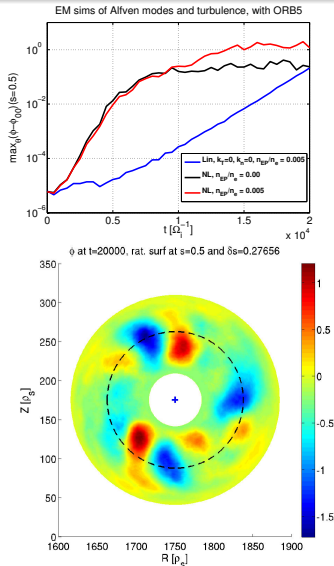 EM sims of Alfven modes and turbulence, with ORB5
10^0
10^-2
10^-4
10^-6
max_θ(ϕ-ϕ_00)(s=0.5)
Lin, k_T=0, k_n=0, n_EP/n_e = 0.005
NL, n_EP/n_e = 0.00
NL, n_EP/n_e = 0.005
0 0.5 1 1.5 2
t [Ω_i^-1] x 10^4
ϕ at t=20000, rat. surf at s=0.5 and δs=0.27656
350
300
250
200
150
100
50
0
Z [ρ_s]
1600 1650 1700 1750 1800 1850 1900
R [ρ_s]
1
0.5
0
-0.5
-1
-1.5